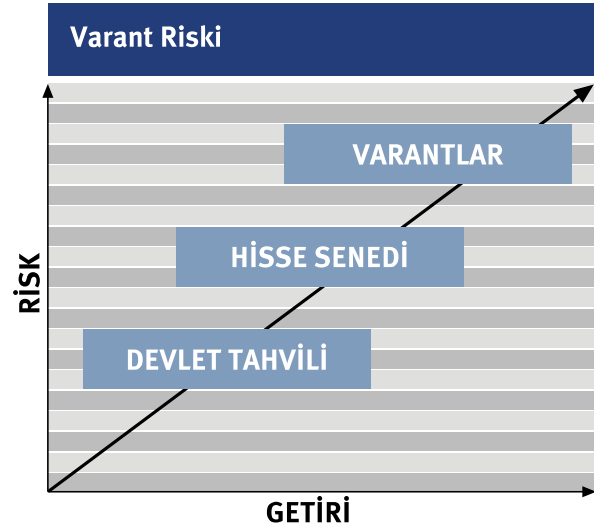 Varant Riski
VARANTLAR
HİSSE SENEDİ
DEVLET TAHVİLİ
RİSK
GETİRİ